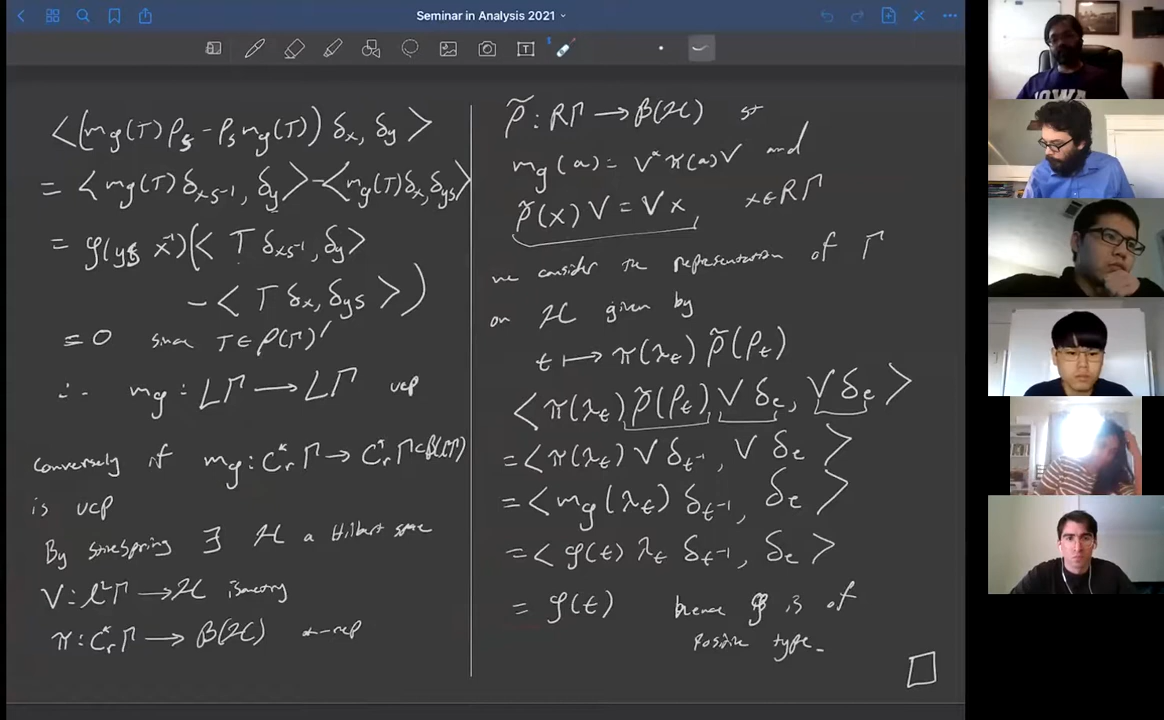 Seminar in Analysis 2021
<(m_φ(T) ρ_s - ρ_s m_φ(T)) δ_x, δ_y>
= <m_φ(T) δ_{xs^{-1}}, δ_y> - <m_φ(T) δ_x, δ_{ys}>
= φ(ys x^{-1}) (< T δ_{xs^{-1}}, δ_y>
- < T δ_x, δ_{ys} >)
= 0 since T ∈ ρ(Γ)'
∴ m_φ : LΓ → LΓ ucp
conversely if m_φ : C*_r Γ → C*_r Γ ⊂ B(ℓ²Γ)
is ucp
By Stinespring ∃ ℋ a Hilbert space
V : ℓ²Γ → ℋ isometry
π : C*_r Γ → B(ℋ) *-rep
ρ̃ : RΓ → B(ℋ) st
m_φ(a) = V* π(a) V and
ρ̃(x) V = V x, x ∈ RΓ
we consider the representation of Γ
on ℋ given by
t ↦ π(λ_t) ρ̃(ρ_t)
< π(λ_t) ρ̃(ρ_t) V δ_e, V δ_e >
= < π(λ_t) V δ_{t^{-1}}, V δ_e >
= < m_φ(λ_t) δ_{t^{-1}}, δ_e >
= < φ(t) λ_t δ_{t^{-1}}, δ_e >
= φ(t) hence φ is of
positive type.
□
IOWA